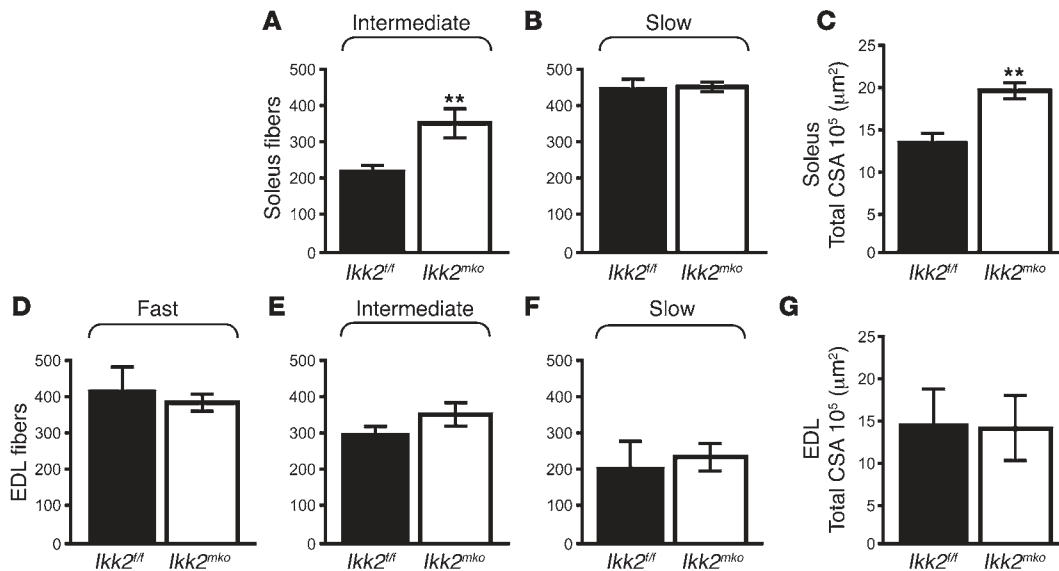 A
Intermediate
Soleus fibers
500
400
300
200
100
0
**
Ikk2f/f
Ikk2mko
B
Slow
500
400
300
200
100
0
Ikk2f/f
Ikk2mko
C
Soleus
Total CSA 10⁵ (μm²)
25
20
15
10
5
0
**
Ikk2f/f
Ikk2mko
D
Fast
EDL fibers
500
400
300
200
100
0
Ikk2f/f
Ikk2mko
E
Intermediate
500
400
300
200
100
0
Ikk2f/f
Ikk2mko
F
Slow
500
400
300
200
100
0
Ikk2f/f
Ikk2mko
G
EDL
Total CSA 10⁵ (μm²)
25
20
15
10
5
0
Ikk2f/f
Ikk2mko